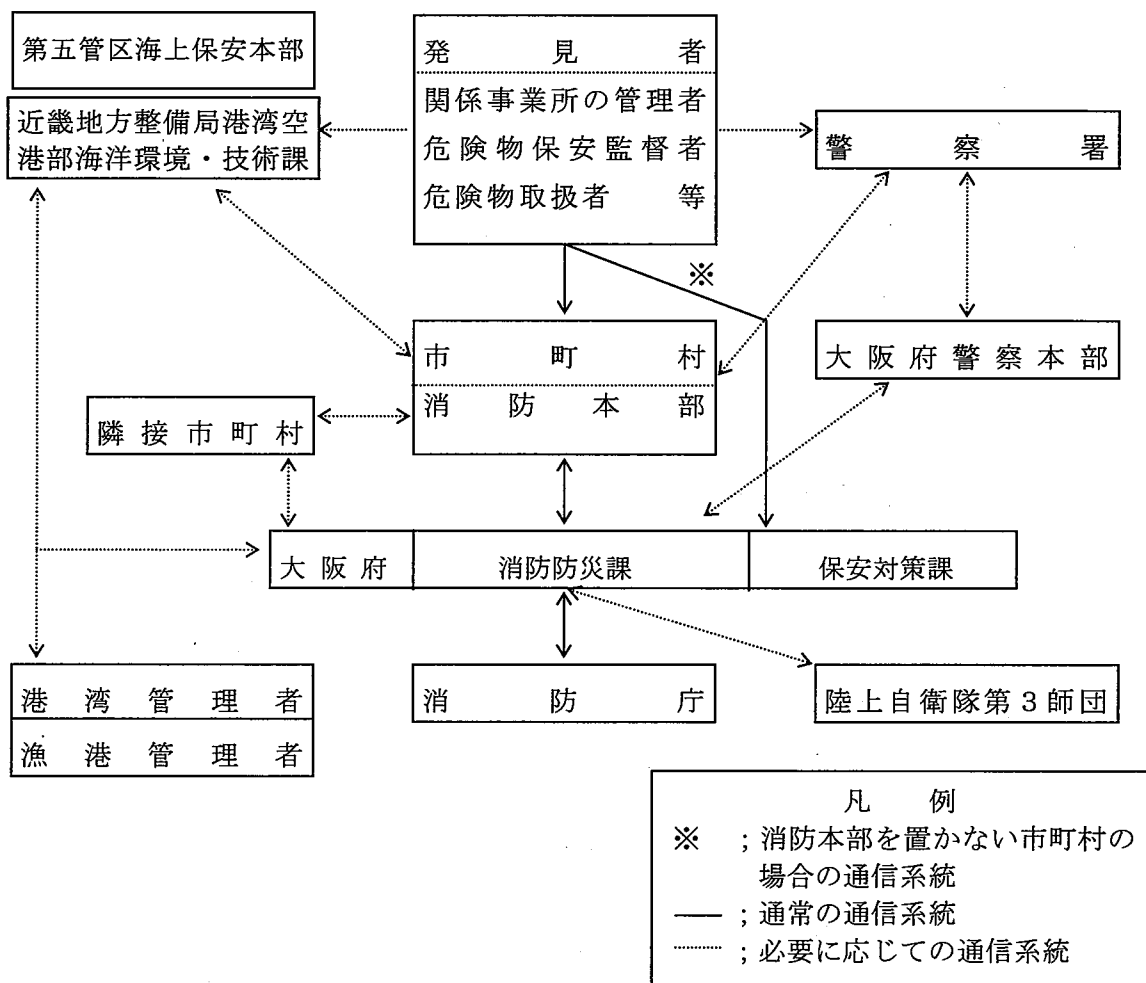 第五管区海上保安本部
近畿地方整備局港湾空
港部海洋環境・技術課
発見者
関係事業所の管理者
危険物保安監督者
危険物取扱者 等
警察署
※
市町村
消防本部
大阪府警察本部
隣接市町村
大阪府 消防防災課 保安対策課
港湾管理者
漁港管理者
消防庁
陸上自衛隊第3師団
凡例
※ ;消防本部を置かない市町村の
場合の通信系統
;通常の通信系統
;必要に応じての通信系統